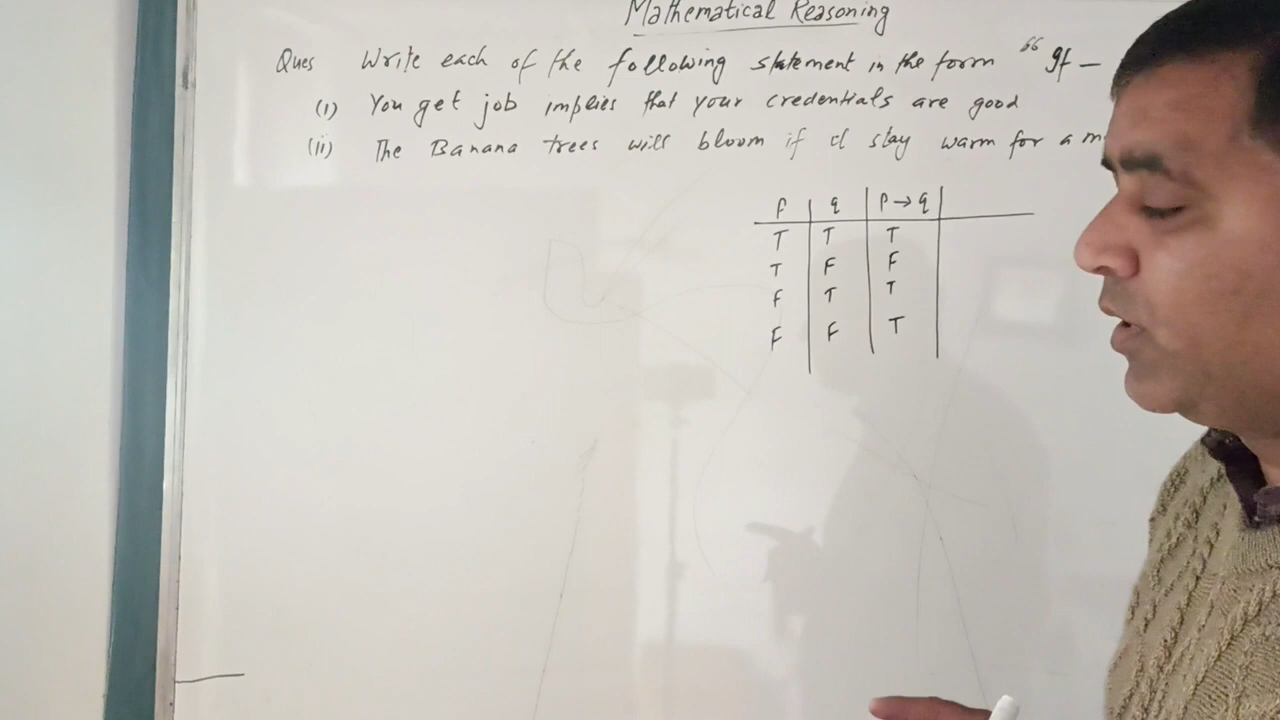 Mathematical Reasoning
Ques Write each of the following statement in the form “ If —
(i) You get job implies that your credentials are good
(ii) The Banana trees will bloom if it stay warm for a
p q p → q
T T T
T F F
F T T
F F T